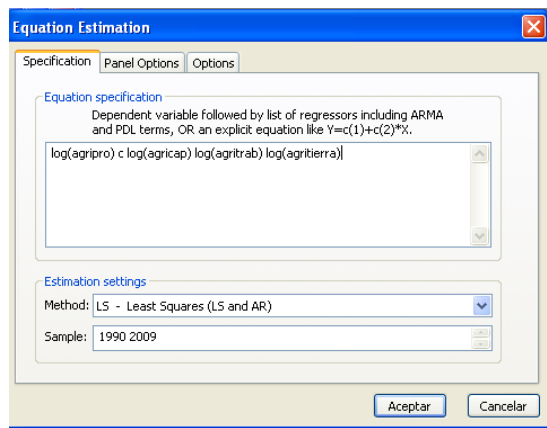 Equation Estimation
Specification Panel Options Options
Equation specification
Dependent variable followed by list of regressors including ARMA
and PDL terms, OR an explicit equation like Y=c(1)+c(2)*X.
log(agripro) c log(agricap) log(agritrab) log(agritierra)
Estimation settings
Method: LS - Least Squares (LS and AR)
Sample: 1990 2009
Aceptar Cancelar